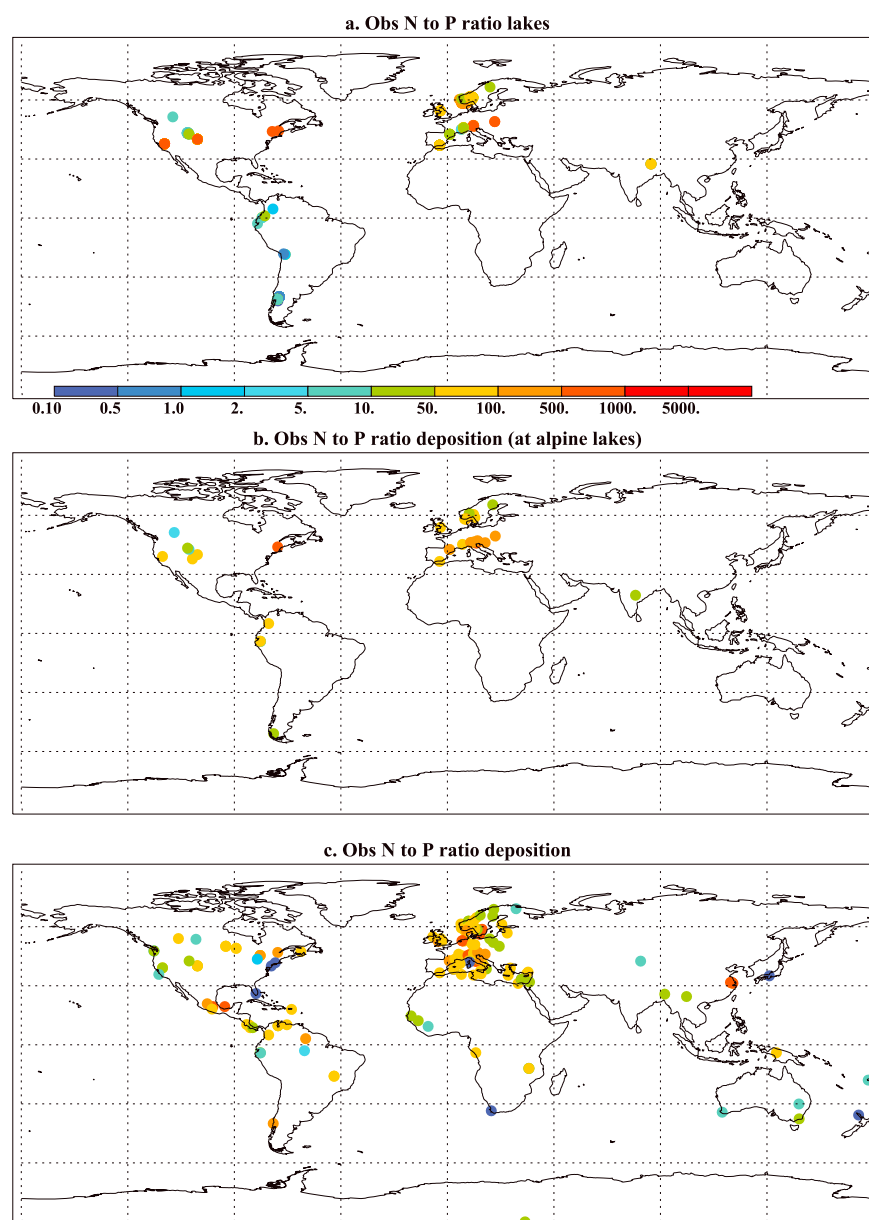 a. Obs N to P ratio lakes
0.10 0.5 1.0 2. 5. 10. 50. 100. 500. 1000. 5000.
b. Obs N to P ratio deposition (at alpine lakes)
c. Obs N to P ratio deposition